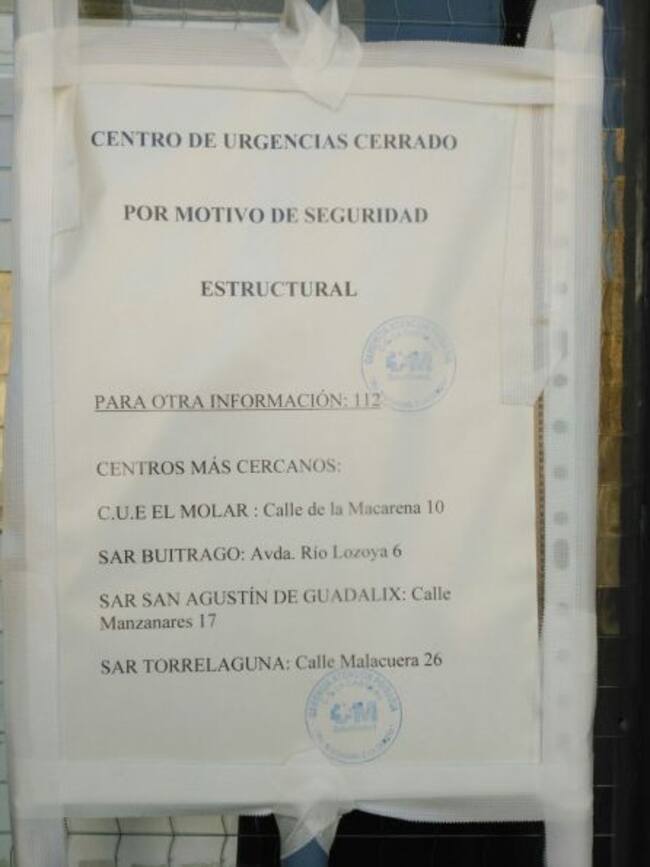 CENTRO DE URGENCIAS CERRADO
POR MOTIVO DE SEGURIDAD
ESTRUCTURAL
PARA OTRA INFORMACIÓN: 112
CENTROS MÁS CERCANOS:
C.U.E EL MOLAR : Calle de la Macarena 10
SAR BUITRAGO: Avda. Río Lozoya 6
SAR SAN AGUSTÍN DE GUADALIX: Calle
Manzanares 17
SAR TORRELAGUNA: Calle Malacuera 26